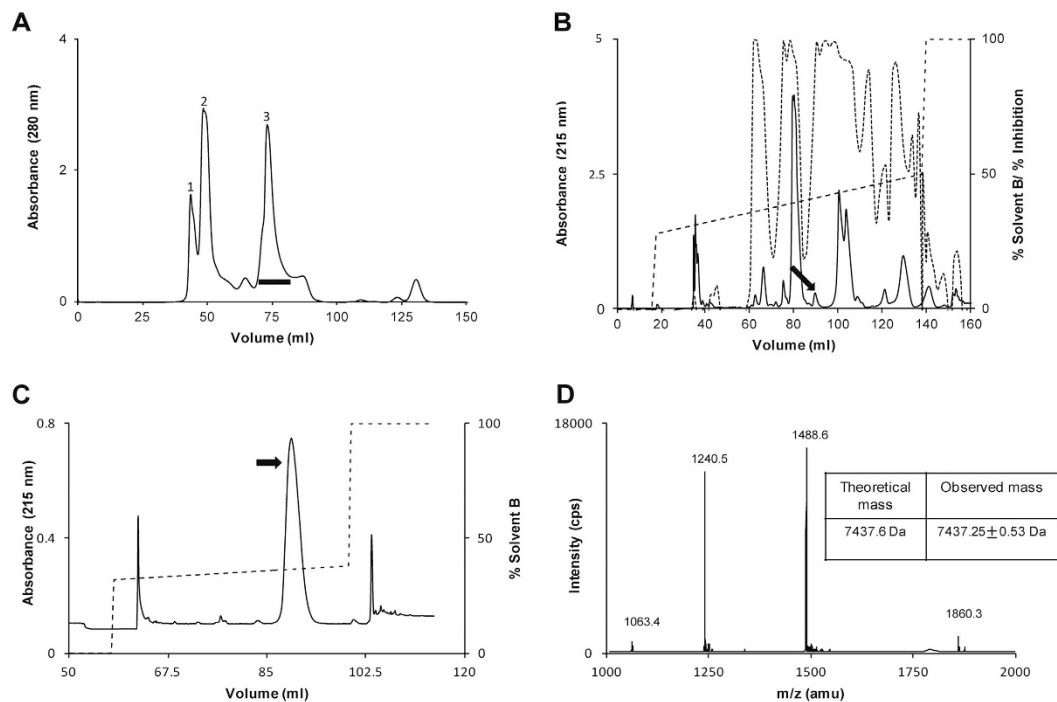 A
4
2
0
Absorbance (280 nm)
1
2
3
0
25
50
75
100
125
150
Volume (ml)
B
5
2.5
0
Absorbance (215 nm)
100
50
0
% Solvent B/ % Inhibition
0
20
40
60
80
100
120
140
160
Volume (ml)
C
0.8
0.4
0
Absorbance (215 nm)
100
50
0
% Solvent B
50
67.5
85
102.5
120
Volume (ml)
D
18000
0
Intensity (cps)
1063.4
1240.5
1488.6
1860.3
Theoretical
mass
Observed mass
7437.6 Da
7437.25±0.53 Da
1000
1250
1500
1750
2000
m/z (amu)